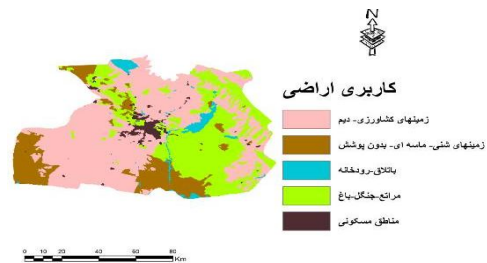 N
کاربری اراضی
زمینهای کشاورزی- دیم
زمینهای شنی- ماسه ای- بدون پوشش
باتلاق-رودخانه
مراتع-جنگل-باغ
مناطق مسکونی
0 10 20 40 60 80
Km